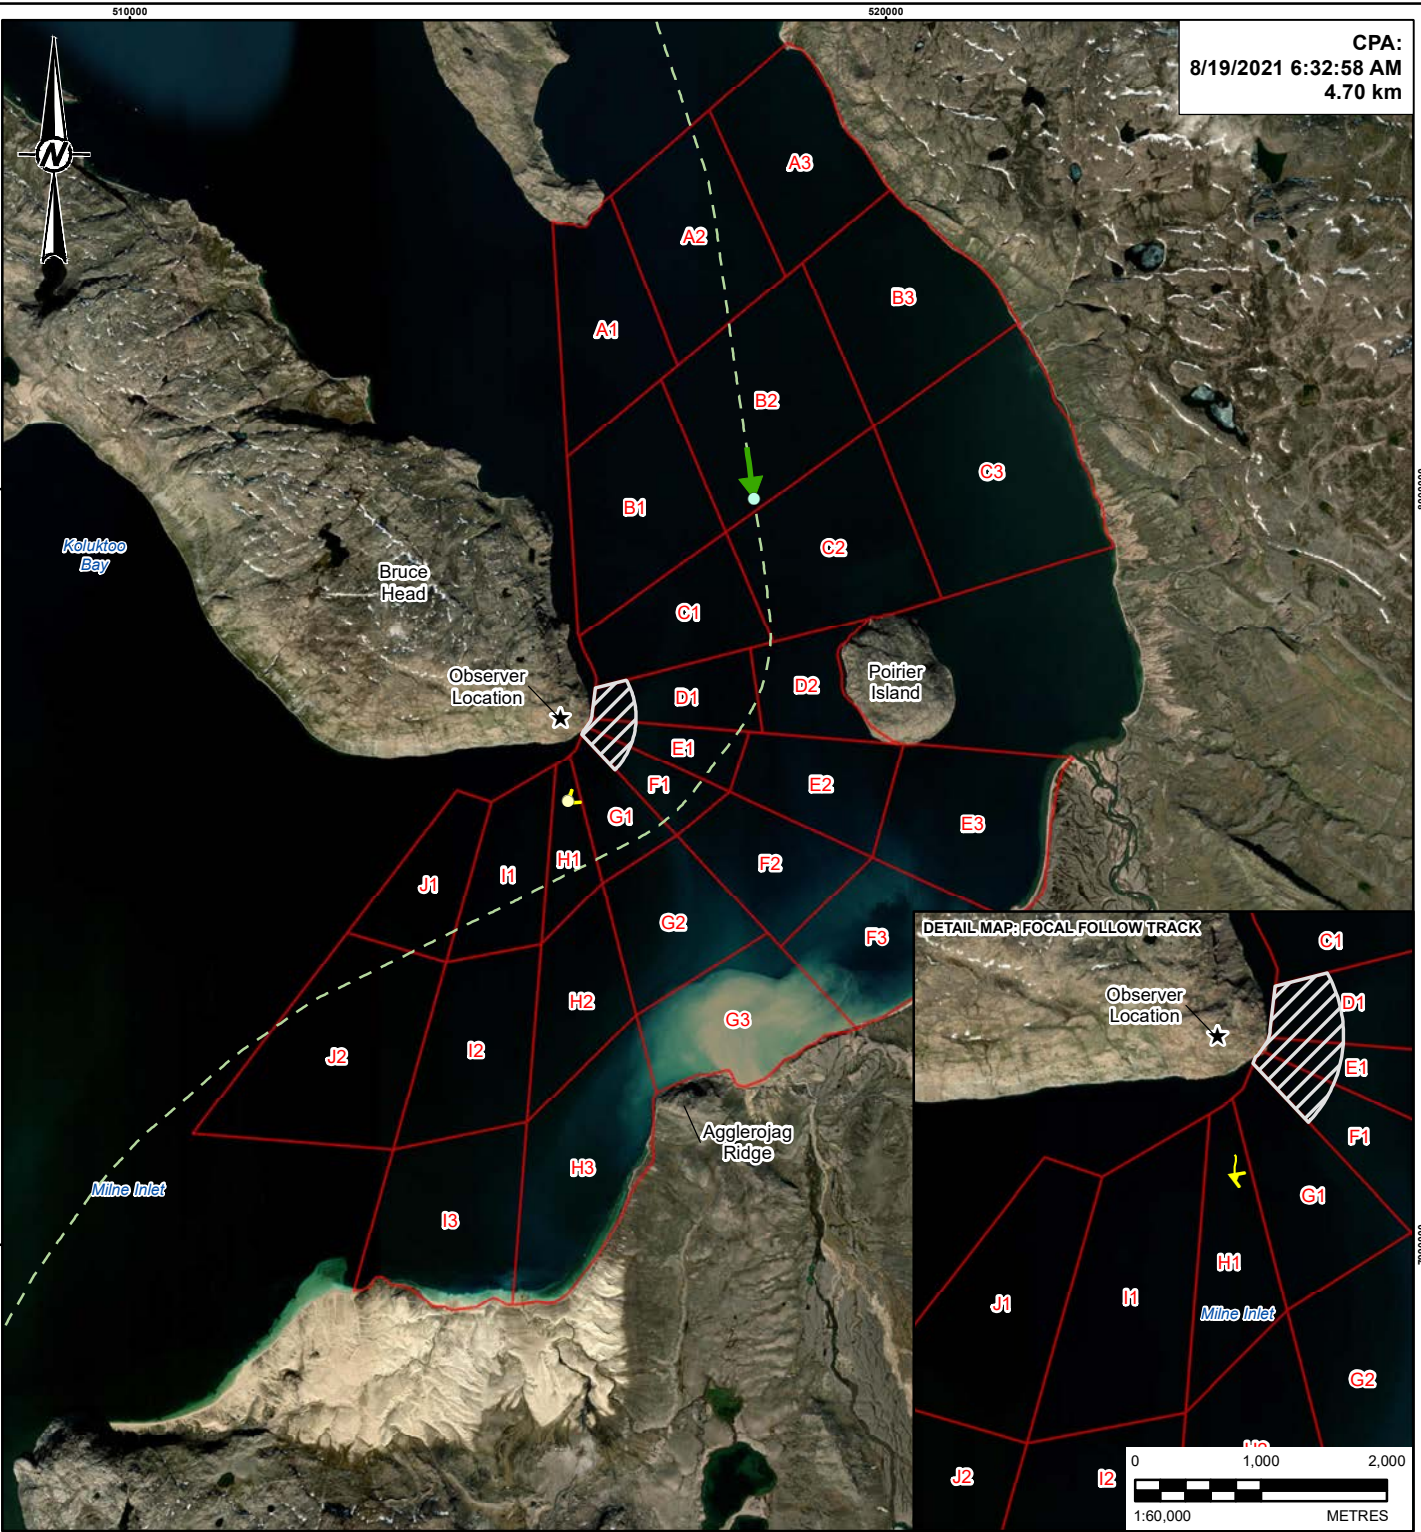 510000
520000
CPA:
8/19/2021 6:32:58 AM
4.70 km
N
A3
A2
B3
A1
B2
C3
B1
C2
Koluktoo
Bay
Bruce
Head
C1
Observer
Location
Poirier
Island
D1
D2
E1
F1
E2
G1
E3
H1
F2
I1
J1
G2
F3
H2
G3
I2
J2
Agglerojag
Ridge
H3
Milne Inlet
I3
DETAIL MAP: FOCAL FOLLOW TRACK
C1
Observer
Location
D1
E1
F1
G1
H1
J1
I1
Milne Inlet
G2
J2
I2
0 1,000 2,000
1:60,000 METRES